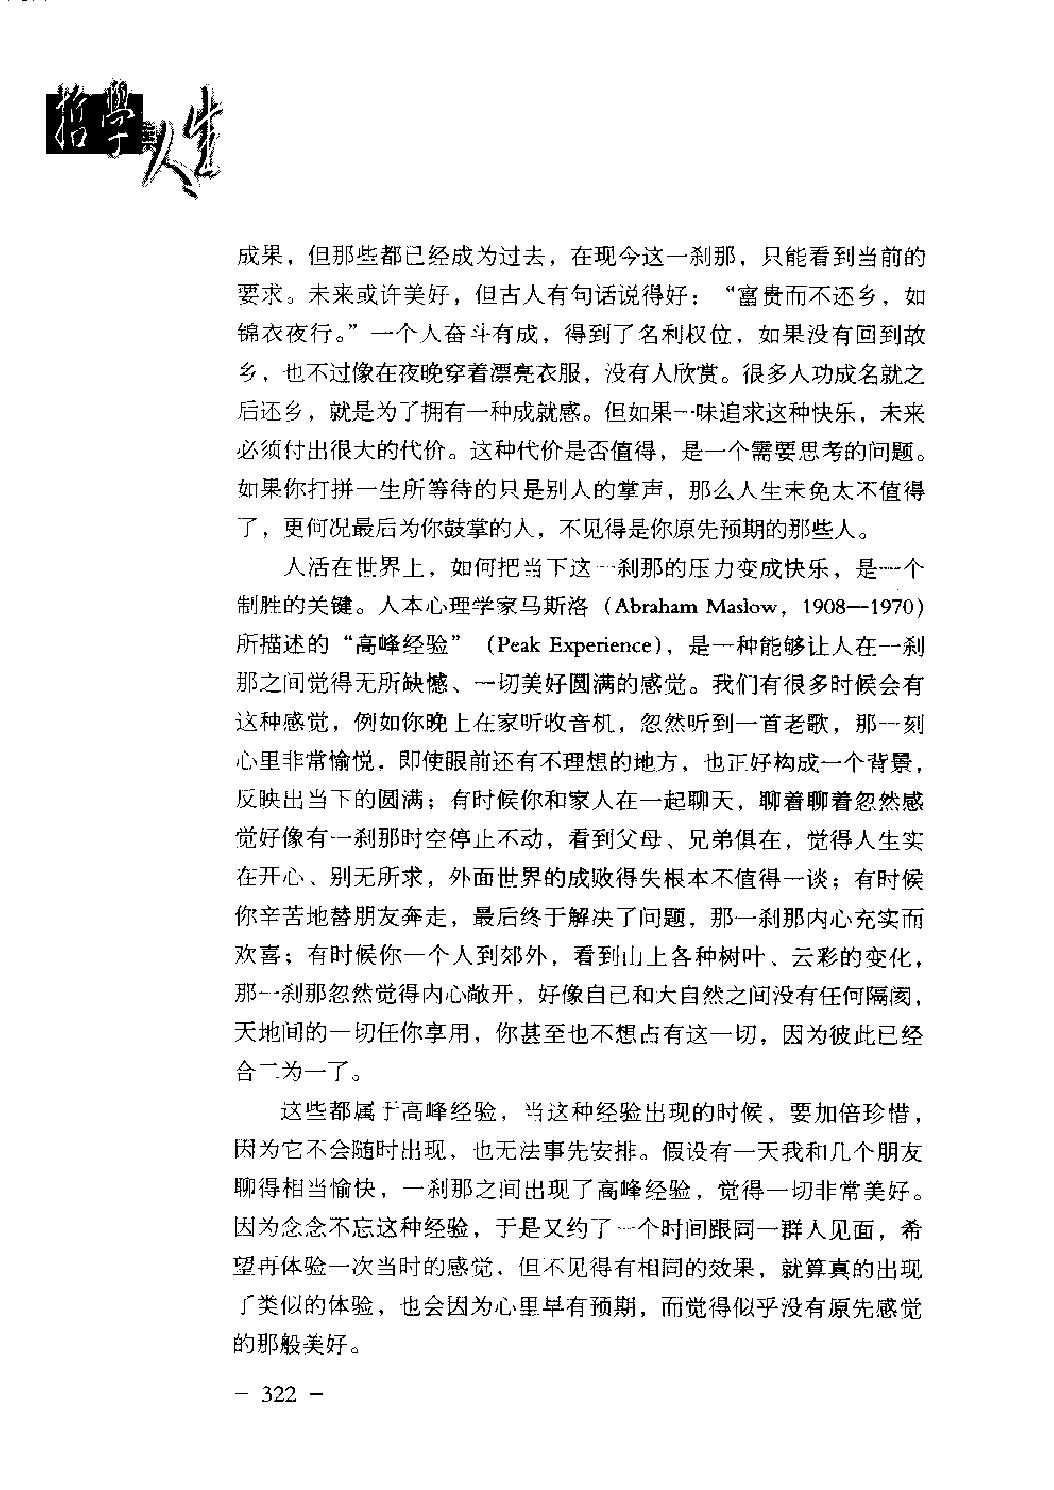 哲學與人生
成果，但那些都已经成为过去，在现今这一刹那，只能看到当前的
要求。未来或许美好，但古人有句话说得好：“富贵而不还乡，如
锦衣夜行。”一个人奋斗有成，得到了名利权位，如果没有回到故
乡，也不过像在夜晚穿着漂亮衣服，没有人欣赏。很多人功成名就之
后还乡，就是为了拥有一种成就感。但如果一味追求这种快乐，未来
必须付出很大的代价。这种代价是否值得，是一个需要思考的问题。
如果你打拼一生所等待的只是别人的掌声，那么人生未免太不值得
了，更何况最后为你鼓掌的人，不见得是你原先预期的那些人。
人活在世界上，如何把当下这一刹那的压力变成快乐，是一个
制胜的关键。人本心理学家马斯洛（Abraham Maslow，1908—1970）
所描述的“高峰经验”（Peak Experience），是一种能够让人在一刹
那之间觉得无所缺憾、一切美好圆满的感觉。我们有很多时候会有
这种感觉，例如你晚上在家听收音机，忽然听到一首老歌，那一刻
心里非常愉悦，即使眼前还有不理想的地方，也正好构成一个背景，
反映出当下的圆满；有时候你和家人在一起聊天，聊着聊着忽然感
觉好像有一刹那时空停止不动，看到父母、兄弟俱在，觉得人生实
在开心、别无所求，外面世界的成败得失根本不值得一谈；有时候
你辛苦地替朋友奔走，最后终于解决了问题，那一刹那内心充实而
欢喜；有时候你一个人到郊外，看到山上各种树叶、云彩的变化，
那一刹那忽然觉得内心敞开，好像自己和大自然之间没有任何隔阂，
天地间的一切任你享用，你甚至也不想占有这一切，因为彼此已经
合二为一了。
这些都属于高峰经验，当这种经验出现的时候，要加倍珍惜，
因为它不会随时出现，也无法事先安排。假设有一天我和几个朋友
聊得相当愉快，一刹那之间出现了高峰经验，觉得一切非常美好。
因为念念不忘这种经验，于是又约了一个时间跟同一群人见面，希
望再体验一次当时的感觉，但不见得有相同的效果，就算真的出现
了类似的体验，也会因为心里早有预期，而觉得似乎没有原先感觉
的那般美好。
－ 322 －